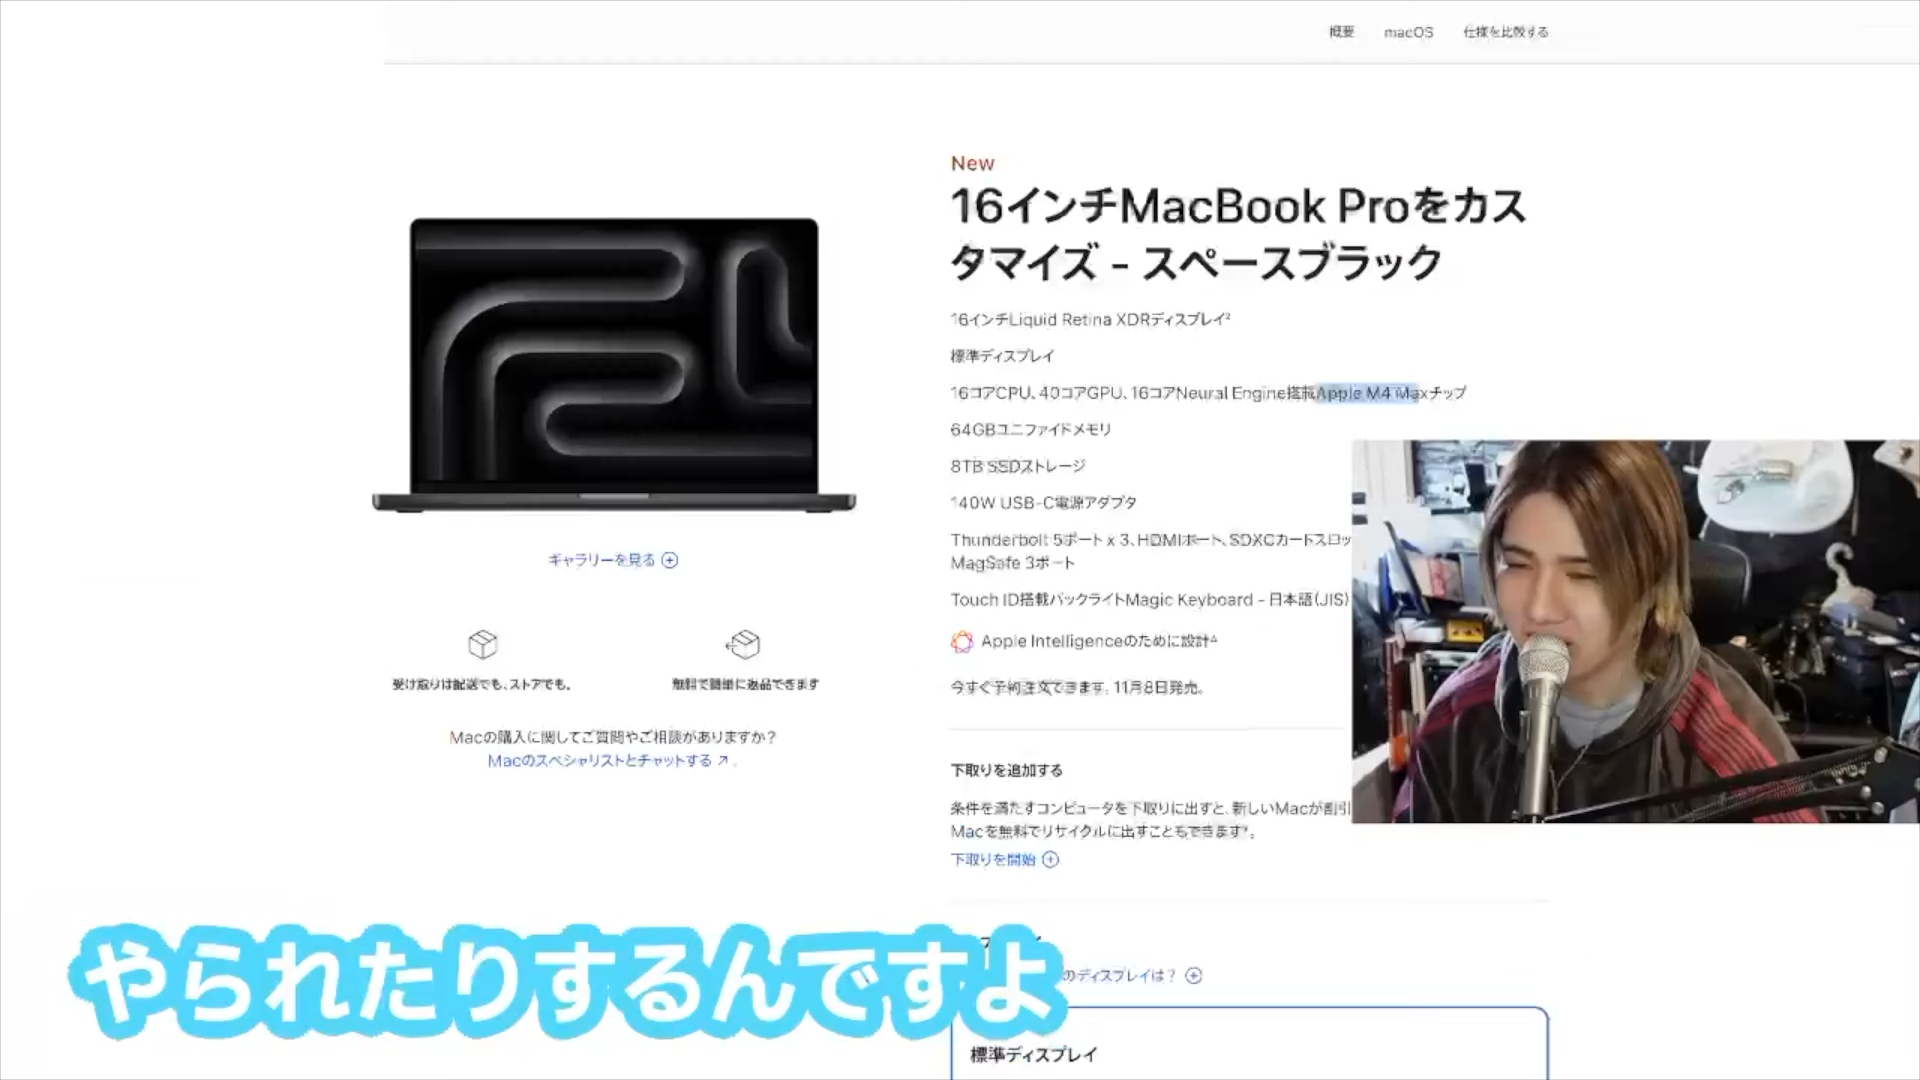 概要 macOS 仕様を比較する
New
16インチMacBook Proをカス
タマイズ - スペースブラック
16インチLiquid Retina XDRディスプレイ²
標準ディスプレイ
16コアCPU、40コアGPU、16コアNeural Engine搭載Apple M4 Maxチップ
64GBユニファイドメモリ
8TB SSDストレージ
140W USB-C電源アダプタ
Thunderbolt 5ポート x 3、HDMIポート、SDXCカードスロッ
MagSafe 3ポート
Touch ID搭載バックライトMagic Keyboard - 日本語(JIS)
Apple Intelligenceのために設計
今すぐ予約注文できます。11月8日発売。
ギャラリーを見る
受け取りは配送でも、ストアでも。
無料で簡単に返品できます
Macの購入に関してご質問やご相談がありますか？
Macのスペシャリストとチャットする
下取りを追加する
条件を満たすコンピュータを下取りに出すと、新しいMacが割引
Macを無料でリサイクルに出すこともできます*。
下取りを開始
のディスプレイは？
やられたりするんですよ
標準ディスプレイ